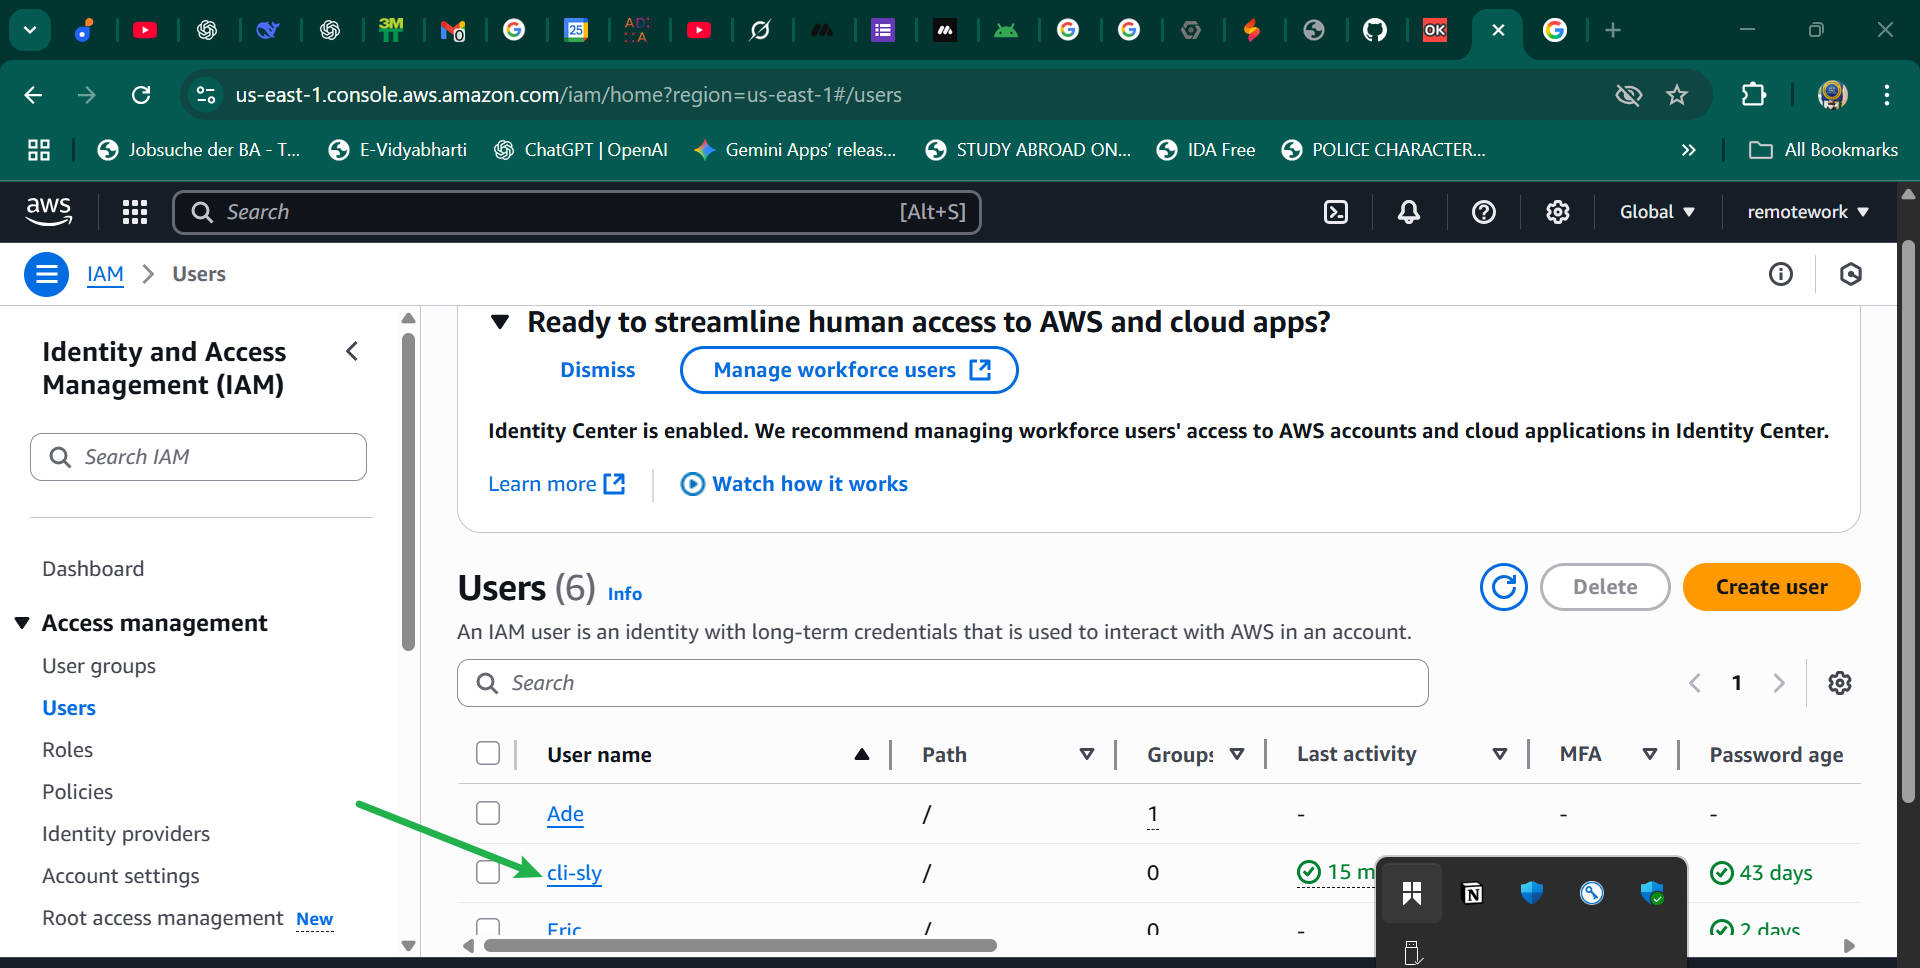 3M
0
25
AD:
A
OK
us-east-1.console.aws.amazon.com/iam/home?region=us-east-1#/users
Jobsuche der BA - T...
E-Vidyabharti
ChatGPT | OpenAI
Gemini Apps' releas...
STUDY ABROAD ON...
IDA Free
POLICE CHARACTER...
All Bookmarks
aws
Search
[Alt+S]
Global
remotework
IAM
Users
Identity and Access
Management (IAM)
Search IAM
Dashboard
Access management
User groups
Users
Roles
Policies
Identity providers
Account settings
Root access management New
Ready to streamline human access to AWS and cloud apps?
Dismiss
Manage workforce users
Identity Center is enabled. We recommend managing workforce users' access to AWS accounts and cloud applications in Identity Center.
Learn more
Watch how it works
Users (6) Info
Delete
Create user
An IAM user is an identity with long-term credentials that is used to interact with AWS in an account.
Search
1
User name Path Groups Last activity MFA Password age
Ade / 1 - - -
cli-sly / 0 15 m 43 days
Eric / 0 - 2 days